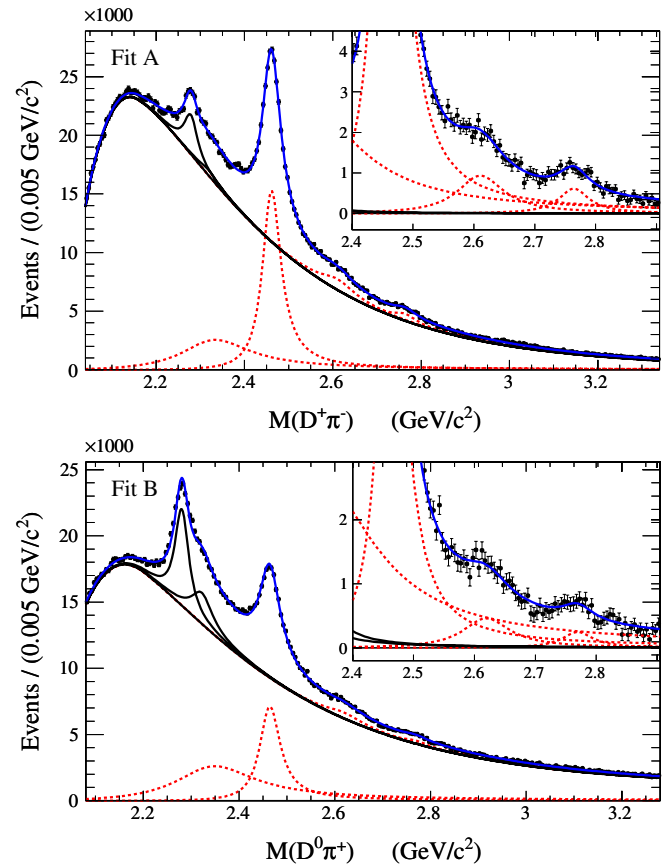 ×1000
Fit A
Events / (0.005 GeV/c²)
25
20
15
10
5
0
2.2 2.4 2.6 2.8 3 3.2
M(D⁺π⁻) (GeV/c²)
4
3
2
1
0
2.4 2.5 2.6 2.7 2.8
×1000
Fit B
Events / (0.005 GeV/c²)
25
20
15
10
5
0
2.2 2.4 2.6 2.8 3 3.2
M(D⁰π⁺) (GeV/c²)
2
1
0
2.4 2.5 2.6 2.7 2.8